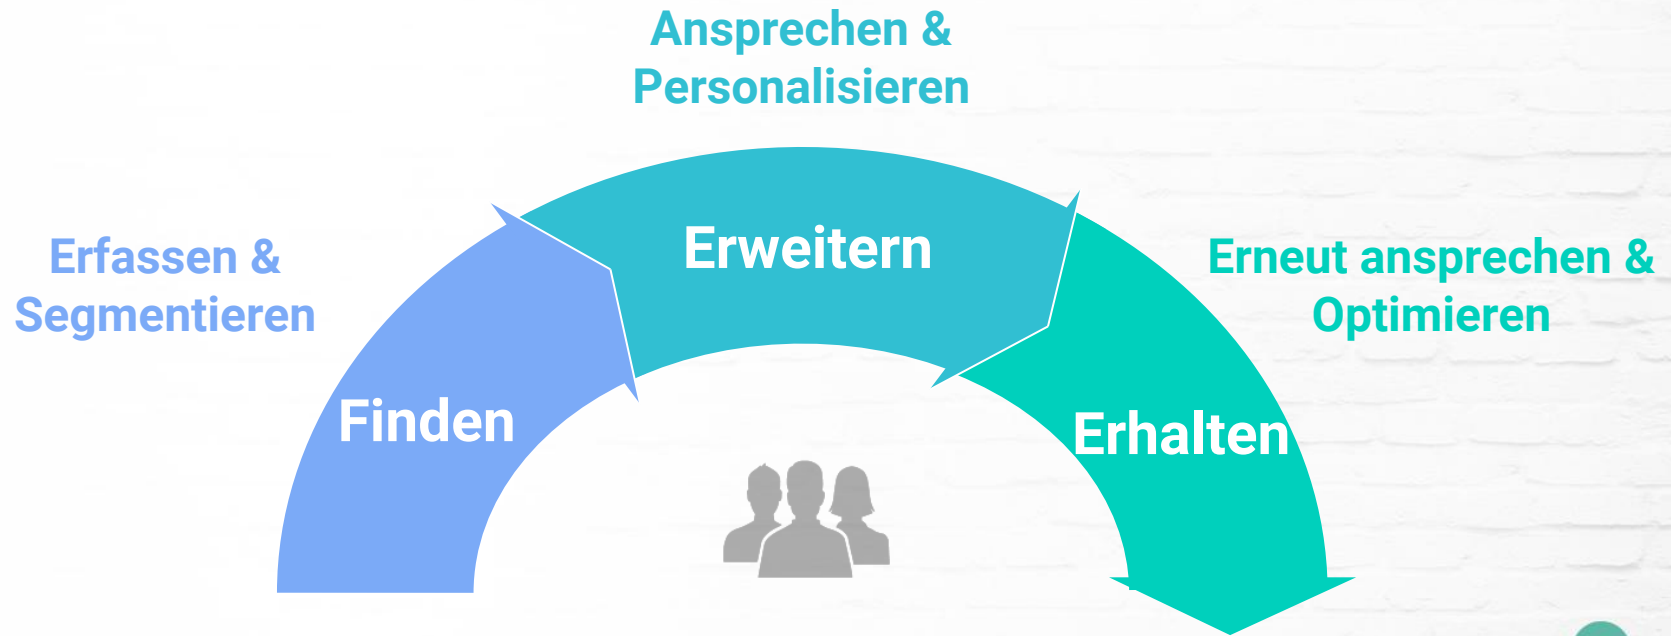 Ansprechen &
Personalisieren
Erfassen &
Segmentieren
Erweitern
Erneut ansprechen &
Optimieren
Finden
Erhalten